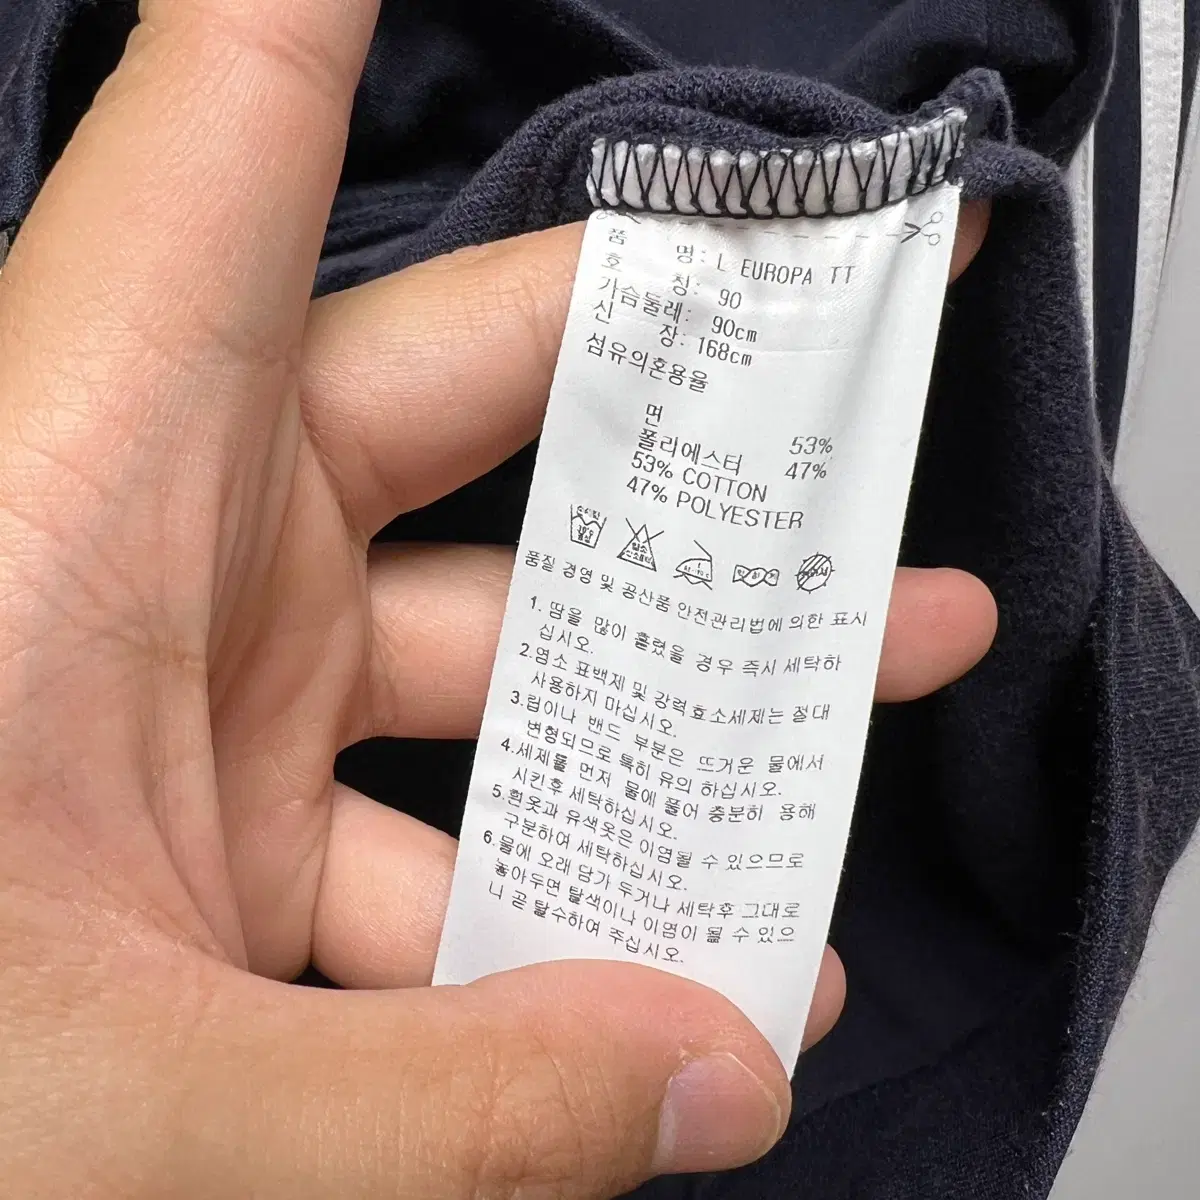 품 명: L EUROPA TT
호 칭: 90
가슴둘레: 90cm
신 장: 168cm
섬유의혼용율
면 53%
폴리에스터 47%
53% COTTON
47% POLYESTER
품질 경영 및 공산품 안전관리법에 의한 표시
1. 땀을 많이 흘렸을 경우 즉시 세탁하
십시오.
2.염소 표백제 및 강력효소세제는 절대
사용하지 마십시오.
3.립이나 밴드 부분은 뜨거운 물에서
변형되므로 특히 유의 하십시오.
4.세제를 먼저 물에 풀어 충분히 용해
시킨후 세탁하십시오.
5.흰옷과 유색옷은 이염될 수 있으므로
구분하여 세탁하십시오.
6.물에 오래 담가 두거나 세탁후 그대로
놓아두면 탈색이나 이염이 될 수 있으
니 곧 탈수하여 주십시오.